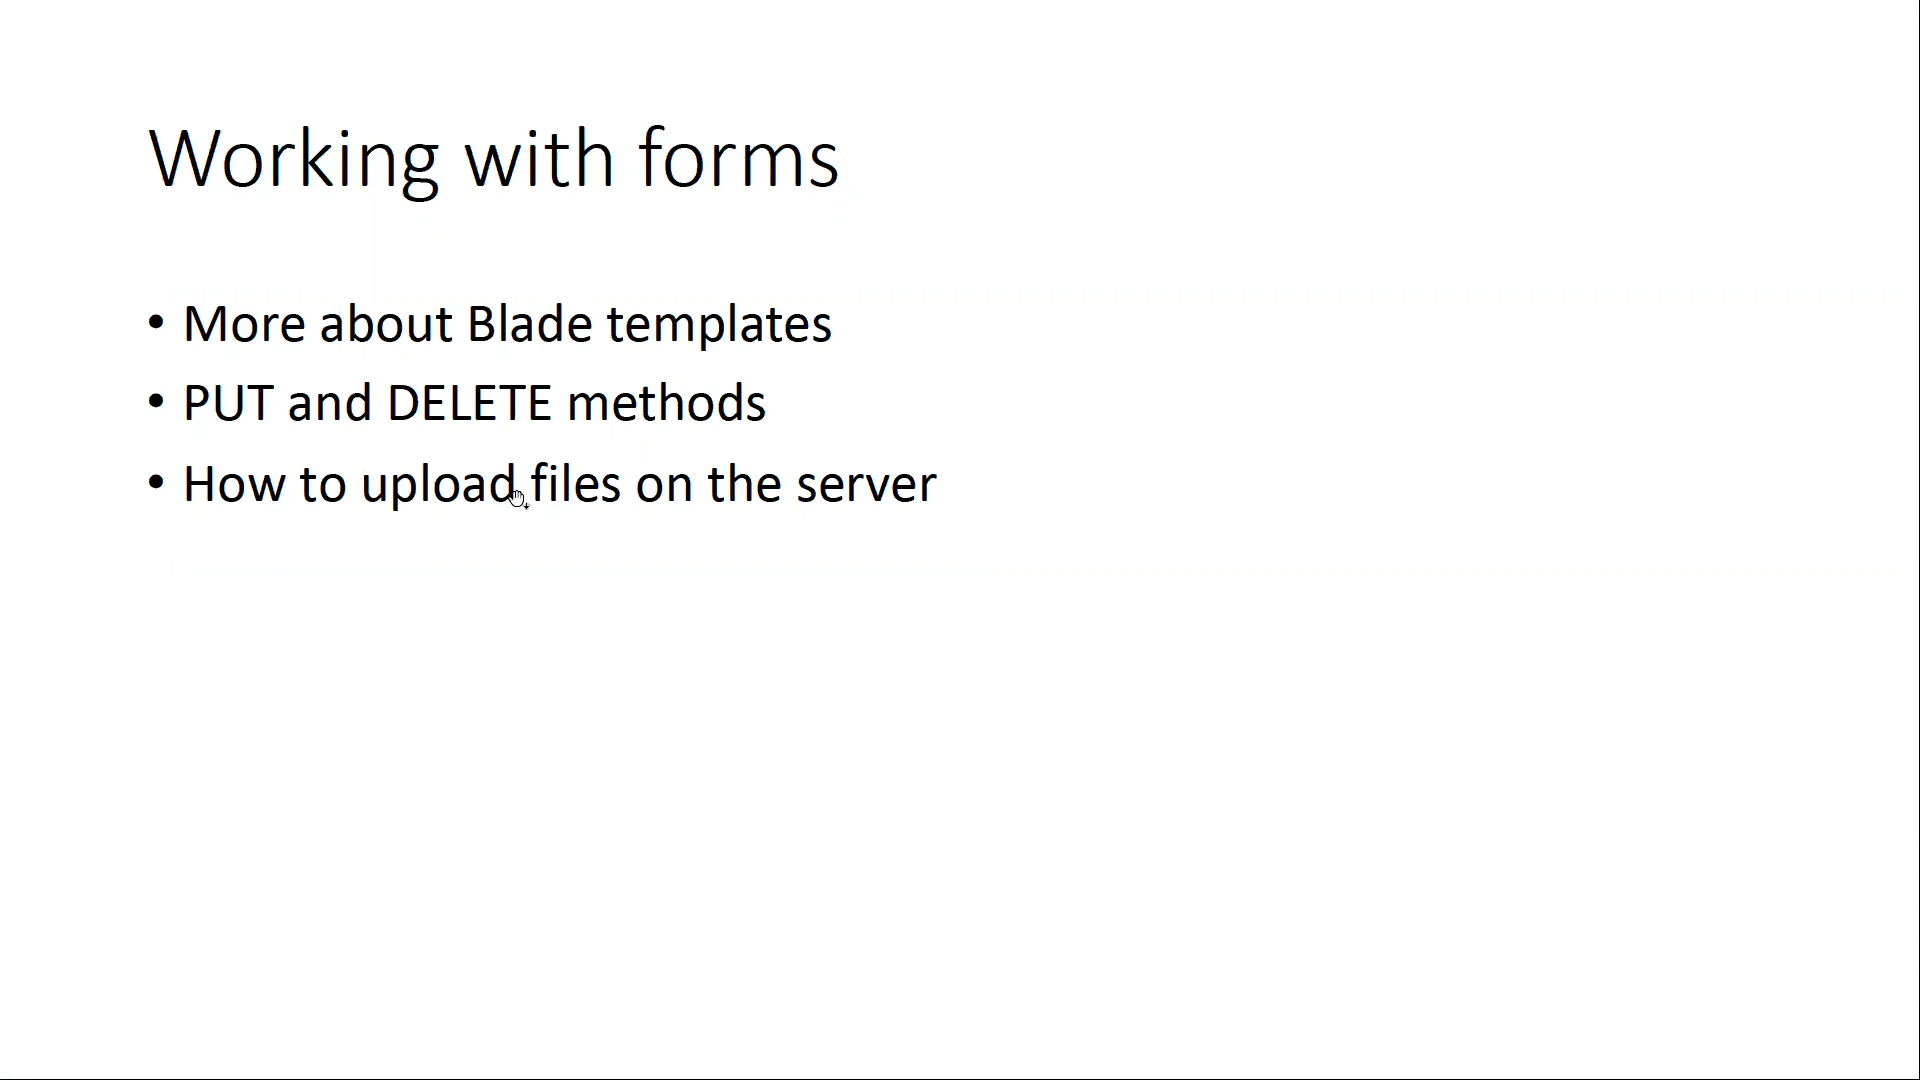 Working with forms
• More about Blade templates
• PUT and DELETE methods
• How to upload files on the server